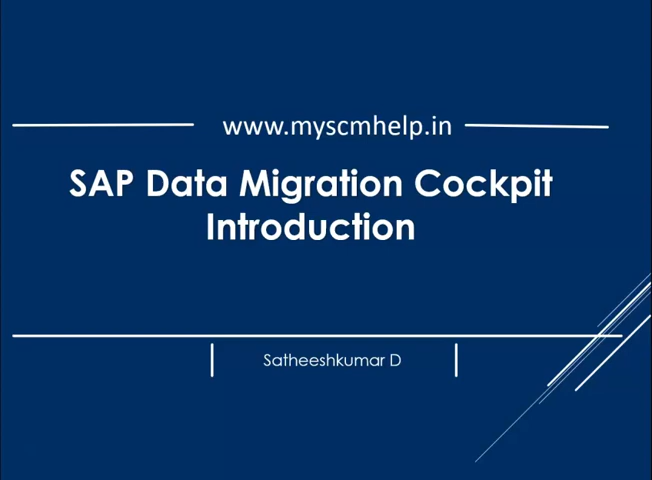 www.myscmhelp.in
SAP Data Migration Cockpit
Introduction
Satheeshkumar D